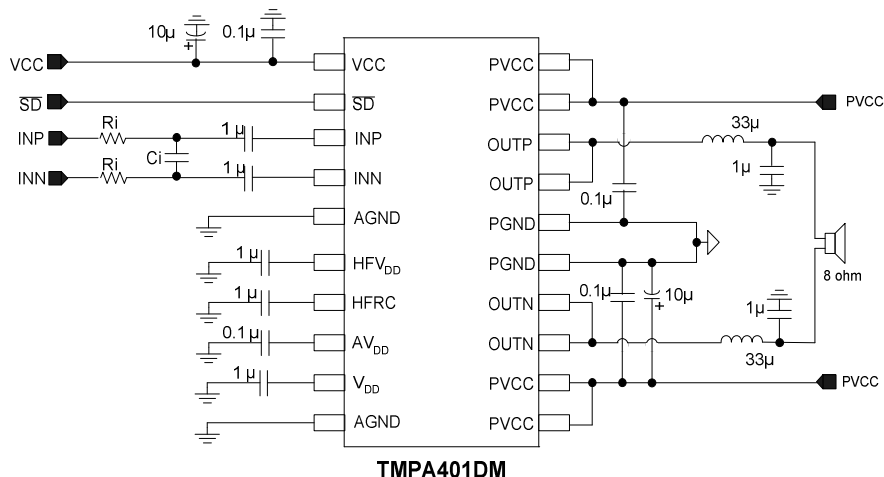 10µ 0.1µ
VCC VCC PVCC
SD SD PVCC PVCC
INP Ri 1 µ INP OUTP 33µ
Ci 1µ
INN Ri 1 µ INN OUTP
0.1µ
AGND PGND
1 µ HFVDD PGND
8 ohm
1 µ HFRC 0.1µ 10µ OUTN 1µ
0.1 µ AVDD OUTN 33µ
1 µ VDD PVCC PVCC
AGND PVCC
TMPA401DM